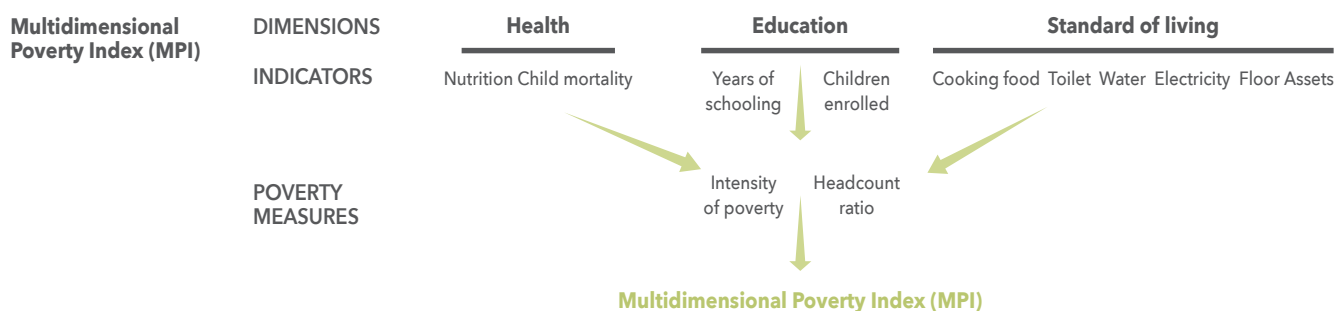 Multidimensional
Poverty Index (MPI)
DIMENSIONS
Health
Education
Standard of living
INDICATORS
Nutrition Child mortality
Years of
schooling
Children
enrolled
Cooking food Toilet Water Electricity Floor Assets
POVERTY
MEASURES
Intensity
of poverty
Headcount
ratio
Multidimensional Poverty Index (MPI)